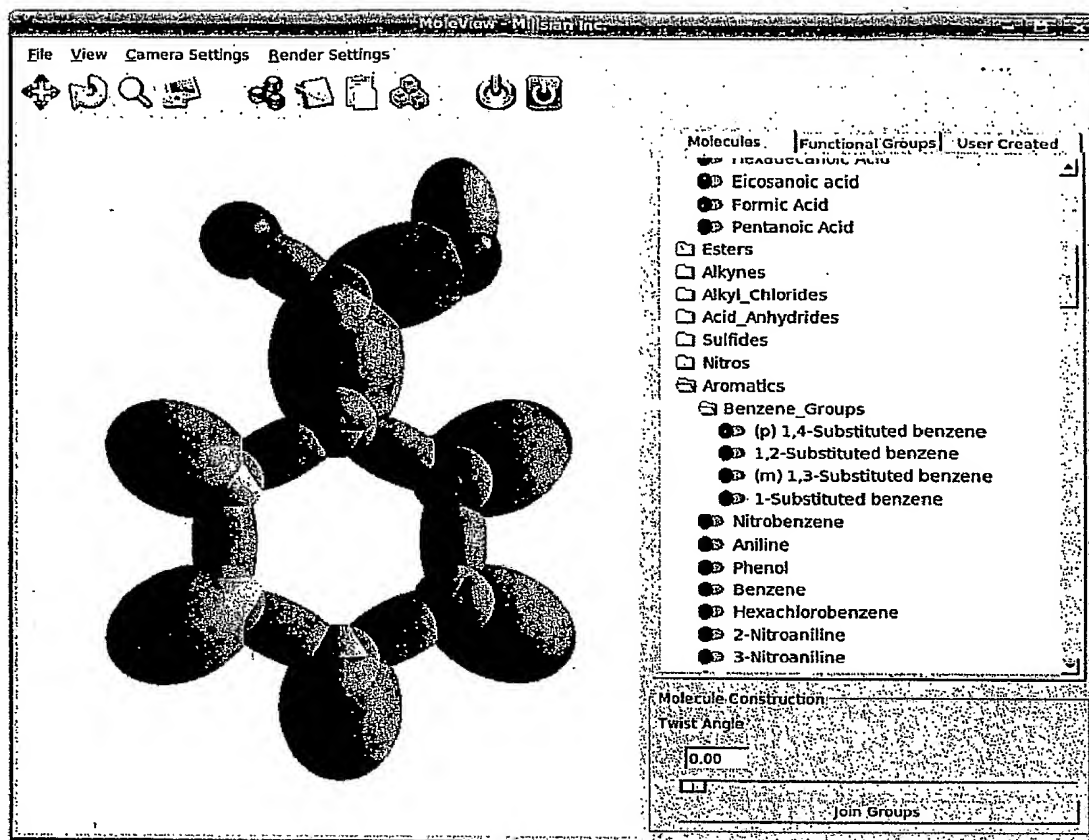 MoleView - Millsian Inc
File View Camera Settings Render Settings
Molecules Functional Groups User Created
Hexadecanoic Acid
Eicosanoic acid
Formic Acid
Pentanoic Acid
Esters
Alkynes
Alkyl_Chlorides
Acid_Anhydrides
Sulfides
Nitros
Aromatics
Benzene_Groups
(p) 1,4-Substituted benzene
1,2-Substituted benzene
(m) 1,3-Substituted benzene
1-Substituted benzene
Nitrobenzene
Aniline
Phenol
Benzene
Hexachlorobenzene
2-Nitroaniline
3-Nitroaniline
Molecule Construction
Twist Angle
0.00
Join Groups